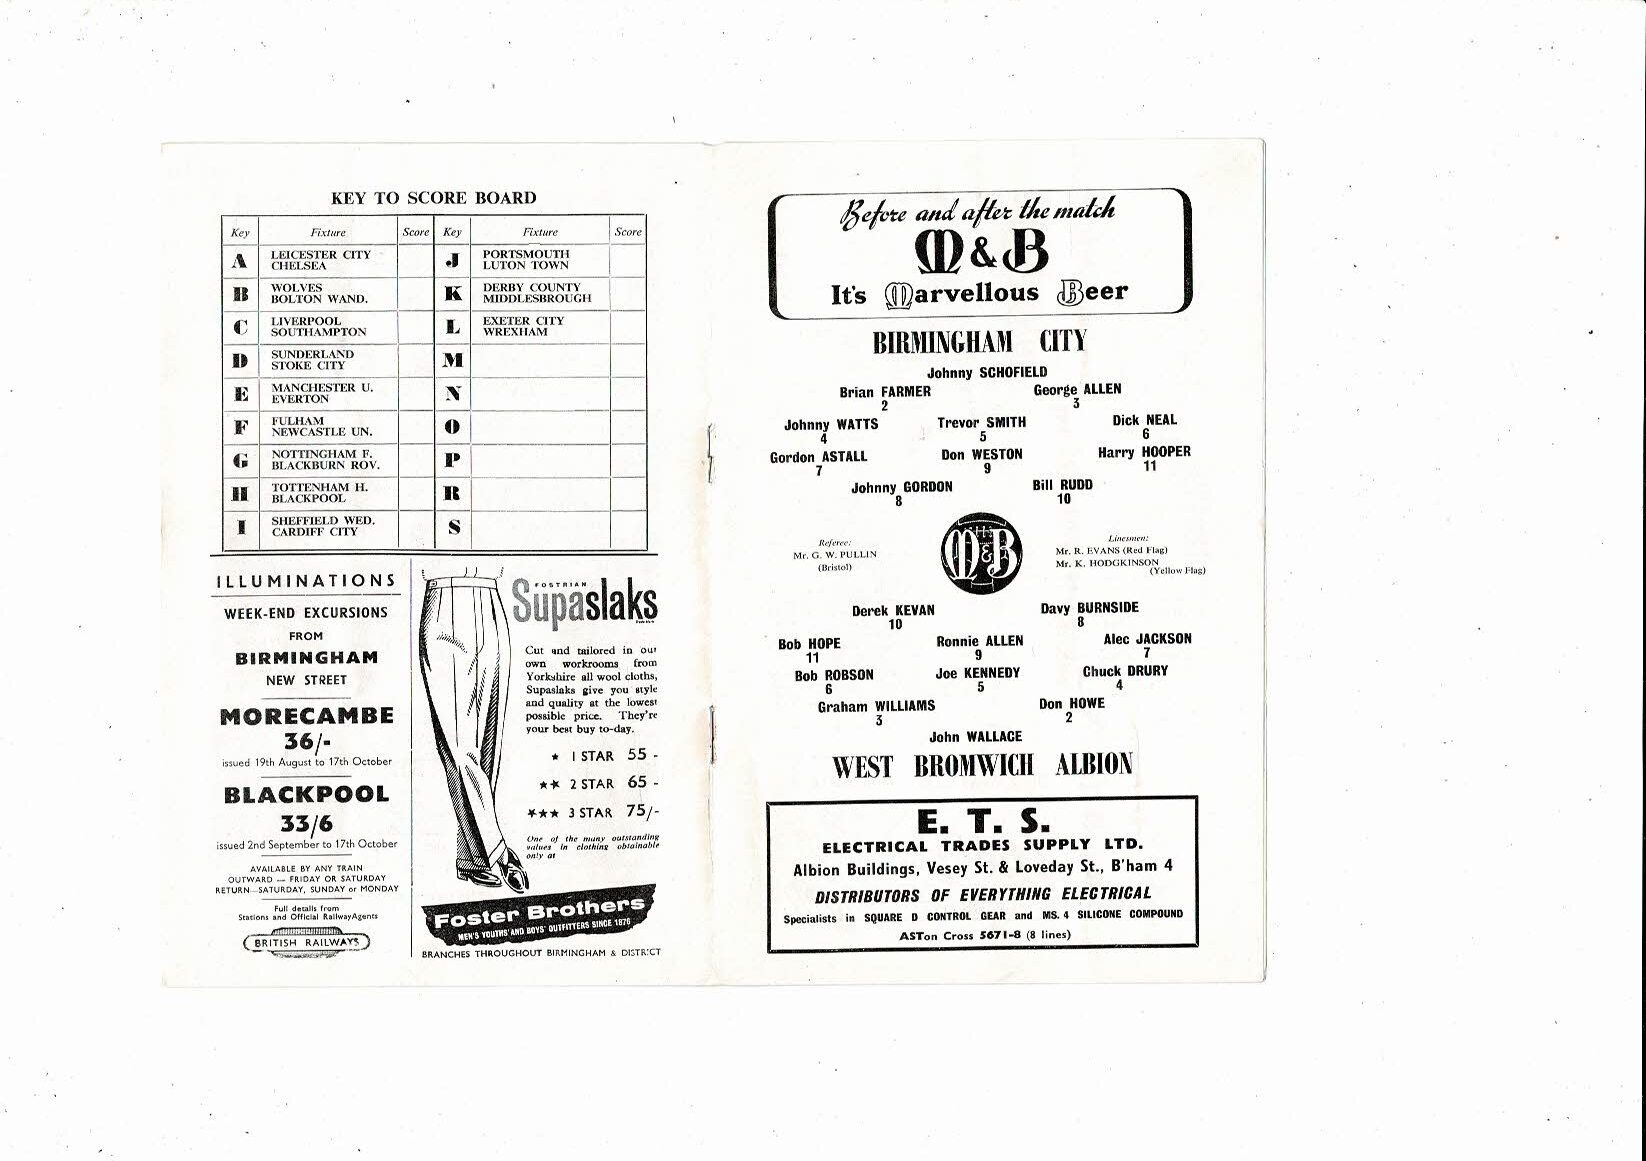 KEY TO SCORE BOARD
Key Fixture Score Key Fixture Score
A LEICESTER CITY CHELSEA J PORTSMOUTH LUTON TOWN
B WOLVES BOLTON WAND. K DERBY COUNTY MIDDLESBROUGH
C LIVERPOOL SOUTHAMPTON L EXETER CITY WREXHAM
D SUNDERLAND STOKE CITY M
E MANCHESTER U. EVERTON N
F FULHAM NEWCASTLE UN. O
G NOTTINGHAM F. BLACKBURN ROV. P
H TOTTENHAM H. BLACKPOOL R
I SHEFFIELD WED. CARDIFF CITY S
ILLUMINATIONS
WEEK-END EXCURSIONS
FROM
BIRMINGHAM
NEW STREET
MORECAMBE
36/-
issued 19th August to 17th October
BLACKPOOL
33/6
issued 2nd September to 17th October
AVAILABLE BY ANY TRAIN
OUTWARD — FRIDAY OR SATURDAY
RETURN—SATURDAY, SUNDAY or MONDAY
Full details from
Stations and Official Railway Agents
BRITISH RAILWAYS
FOSTRIAN
Supaslaks
Cut and tailored in our
own workrooms from
Yorkshire all wool cloths,
Supaslaks give you style
and quality at the lowest
possible price. They're
your best buy to-day.
★ 1 STAR 55 -
★★ 2 STAR 65 -
★★★ 3 STAR 75/-
One of the many outstanding
values in clothing obtainable
only at
Foster Brothers
MEN'S YOUTHS' AND BOYS' OUTFITTERS SINCE 1876
BRANCHES THROUGHOUT BIRMINGHAM & DISTRICT
Before and after the match
M&B
It's Marvellous Beer
BIRMINGHAM CITY
Johnny SCHOFIELD
Brian FARMER George ALLEN
2 3
Johnny WATTS Trevor SMITH Dick NEAL
4 5 6
Gordon ASTALL Don WESTON Harry HOOPER
7 9 11
Johnny GORDON Bill RUDD
8 10
Referee:
Mr. G. W. PULLIN
(Bristol)
M&B
Linesmen:
Mr. R. EVANS (Red Flag)
Mr. K. HODGKINSON
(Yellow Flag)
Derek KEVAN Davy BURNSIDE
10 8
Bob HOPE Ronnie ALLEN Alec JACKSON
11 9 7
Bob ROBSON Joe KENNEDY Chuck DRURY
6 5 4
Graham WILLIAMS Don HOWE
3 2
John WALLACE
WEST BROMWICH ALBION
E. T. S.
ELECTRICAL TRADES SUPPLY LTD.
Albion Buildings, Vesey St. & Loveday St., B'ham 4
DISTRIBUTORS OF EVERYTHING ELECTRICAL
Specialists in SQUARE D CONTROL GEAR and MS. 4 SILICONE COMPOUND
ASTon Cross 5671-8 (8 lines)